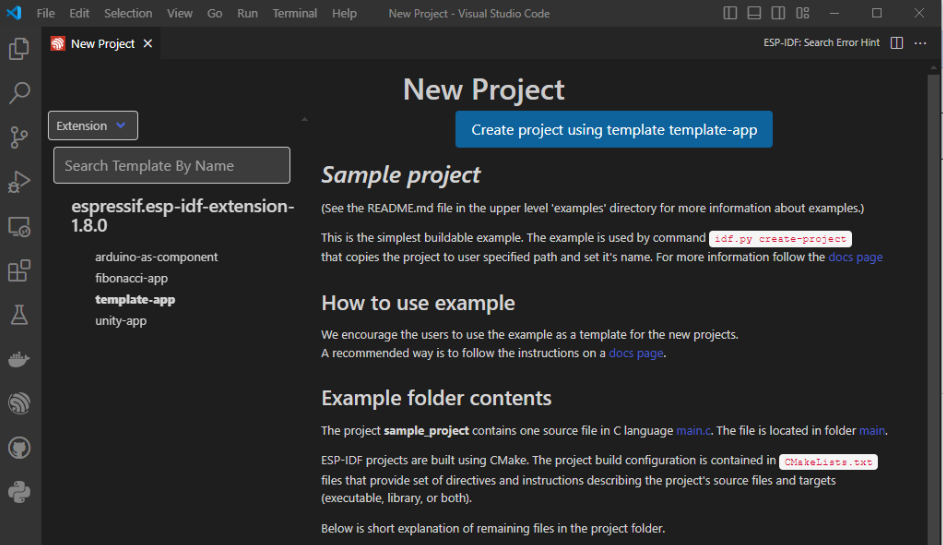 File Edit Selection View Go Run Terminal Help New Project - Visual Studio Code
New Project
ESP-IDF: Search Error Hint
New Project
Extension
Create project using template template-app
Search Template By Name
espressif.esp-idf-extension-
1.8.0
arduino-as-component
fibonacci-app
template-app
unity-app
Sample project
(See the README.md file in the upper level 'examples' directory for more information about examples.)
This is the simplest buildable example. The example is used by command idf.py create-project
that copies the project to user specified path and set it's name. For more information follow the docs page
How to use example
We encourage the users to use the example as a template for the new projects.
A recommended way is to follow the instructions on a docs page.
Example folder contents
The project sample_project contains one source file in C language main.c. The file is located in folder main.
ESP-IDF projects are built using CMake. The project build configuration is contained in CMakeLists.txt
files that provide set of directives and instructions describing the project's source files and targets
(executable, library, or both).
Below is short explanation of remaining files in the project folder.